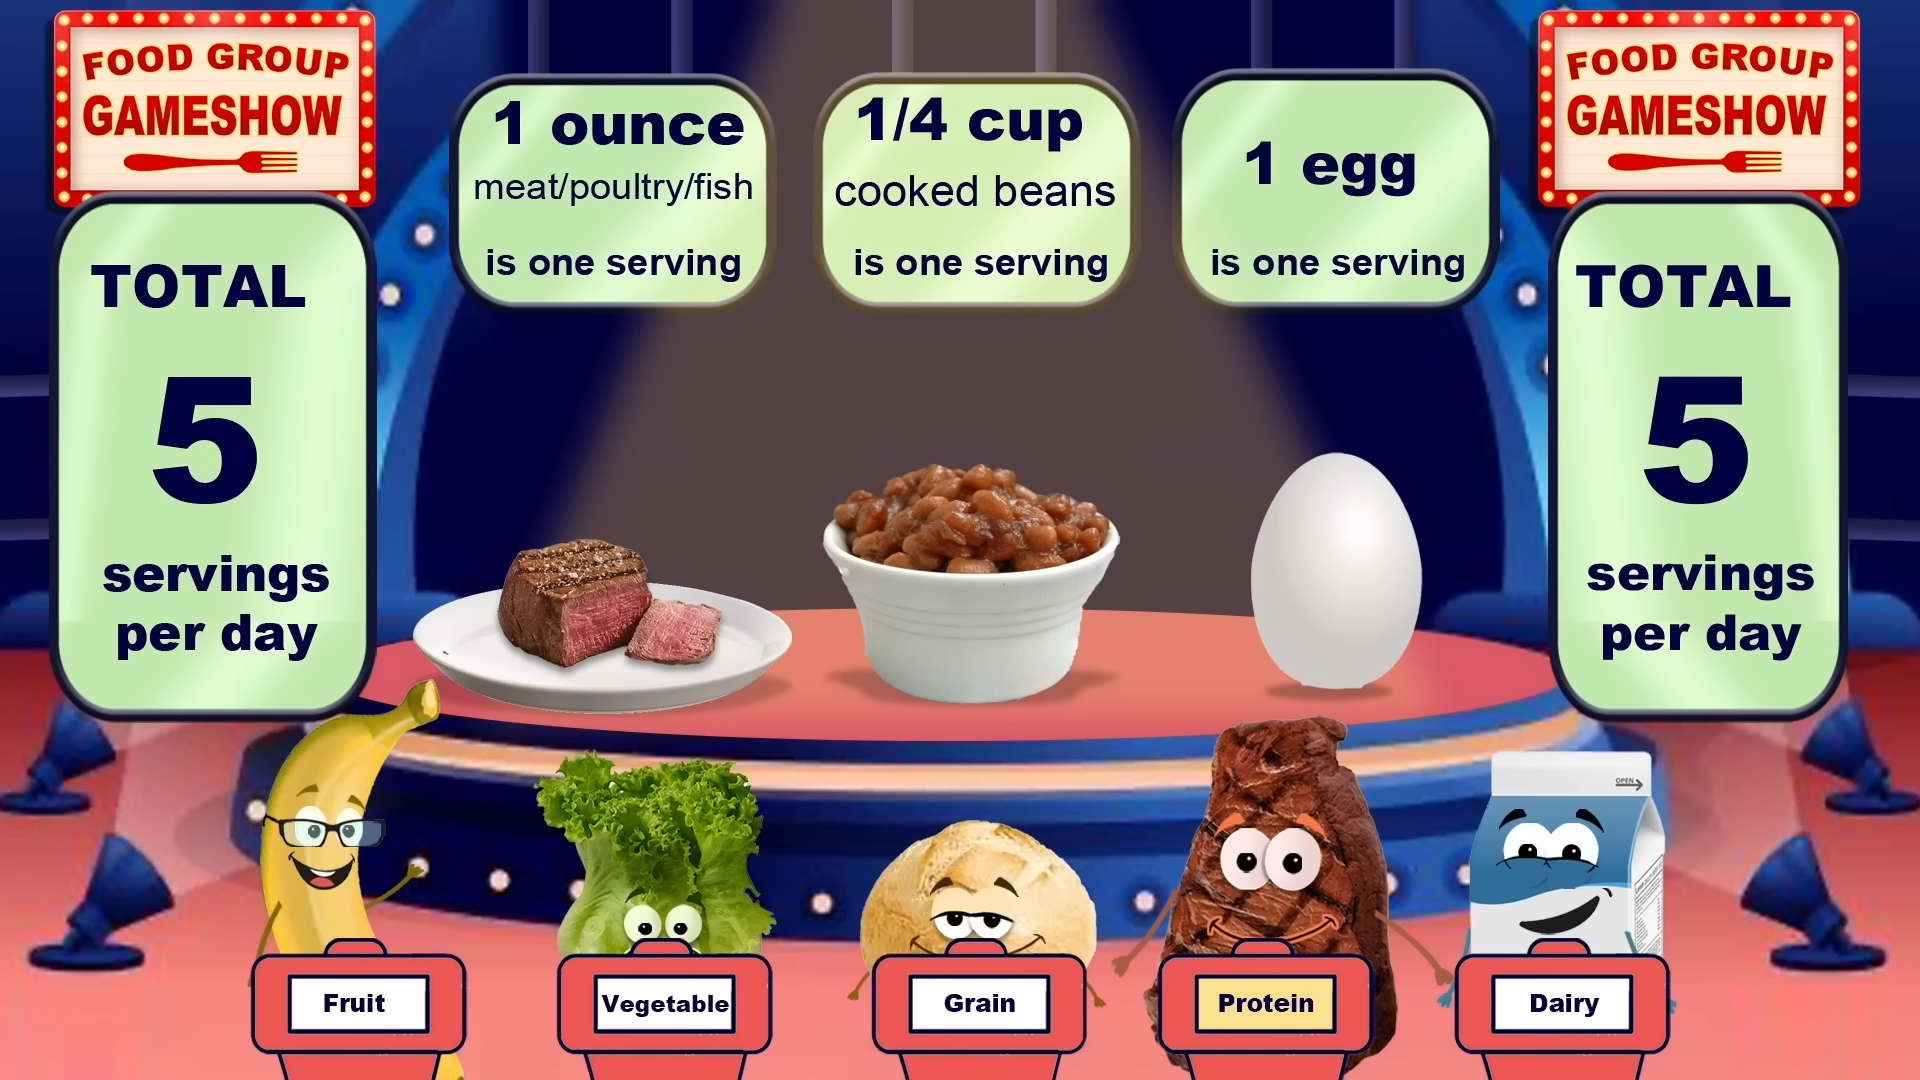 FOOD GROUP
GAMESHOW
TOTAL
5
servings
per day
1 ounce
meat/poultry/fish
is one serving
1/4 cup
cooked beans
is one serving
1 egg
is one serving
FOOD GROUP
GAMESHOW
TOTAL
5
servings
per day
OPEN
Fruit
Vegetable
Grain
Protein
Dairy